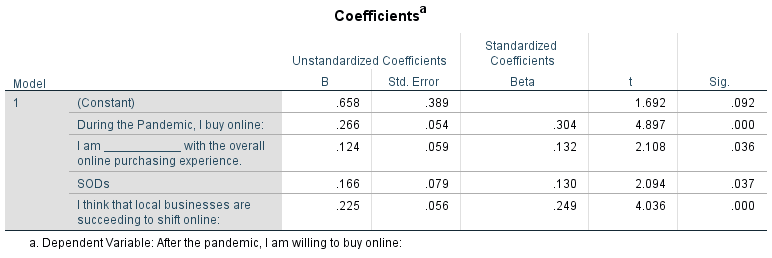 Coefficientsa
Standardized
Unstandardized Coefficients Coefficients
Model B Std. Error Beta t Sig.
1 (Constant) .658 .389 1.692 .092
During the Pandemic, I buy online: .266 .054 .304 4.897 .000
I am ____________ with the overall .124 .059 .132 2.108 .036
online purchasing experience.
SODs .166 .079 .130 2.094 .037
I think that local businesses are .225 .056 .249 4.036 .000
succeeding to shift online:
a. Dependent Variable: After the pandemic, I am willing to buy online: